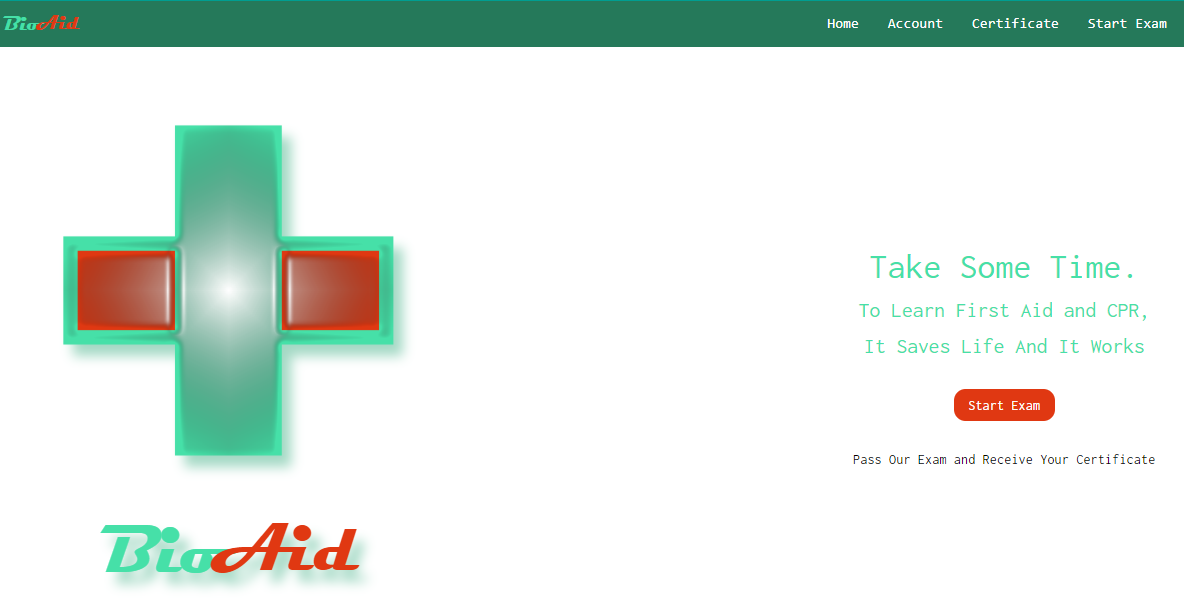 BioAid
Home Account Certificate Start Exam
Take Some Time.
To Learn First Aid and CPR,
It Saves Life And It Works
Start Exam
Pass Our Exam and Receive Your Certificate
BioAid